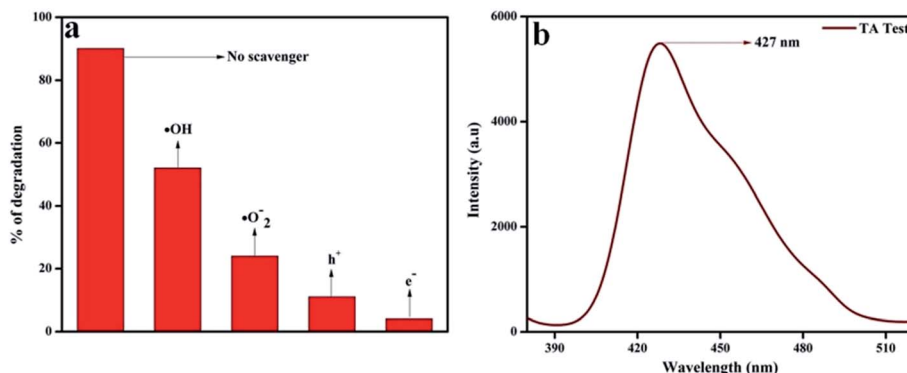 a
% of degradation
100
80
60
40
20
0
No scavenger
•OH
•O⁻₂
h⁺
e⁻
b
TA Test
427 nm
Intensity (a.u)
6000
4000
2000
0
390 420 450 480 510
Wavelength (nm)